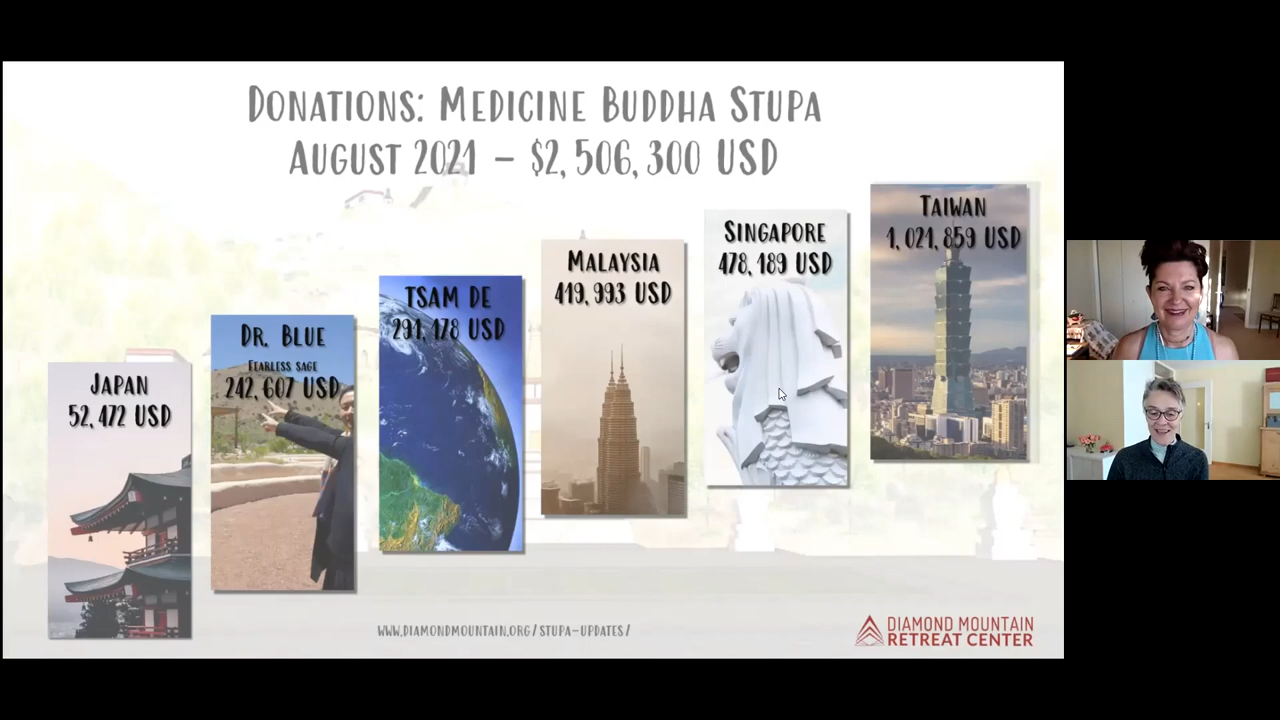 DONATIONS: MEDICINE BUDDHA STUPA
AUGUST 2021 – $2,506,300 USD
JAPAN
52,472 USD
DR. BLUE
FEARLESS SAGE
242,607 USD
TSAM DE
291,178 USD
MALAYSIA
419,993 USD
SINGAPORE
478,189 USD
TAIWAN
1,021,859 USD
WWW.DIAMONDMOUNTAIN.ORG/STUPA-UPDATES/
DIAMOND MOUNTAIN
RETREAT CENTER